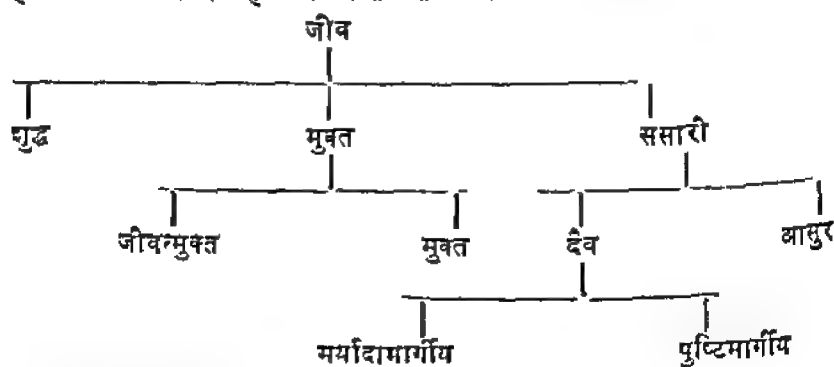 जीव
शुद्ध मुक्त ससारी
जीवन्मुक्त मुक्त दैव आसुर
मर्यादामार्गीय पुष्टिमार्गीय